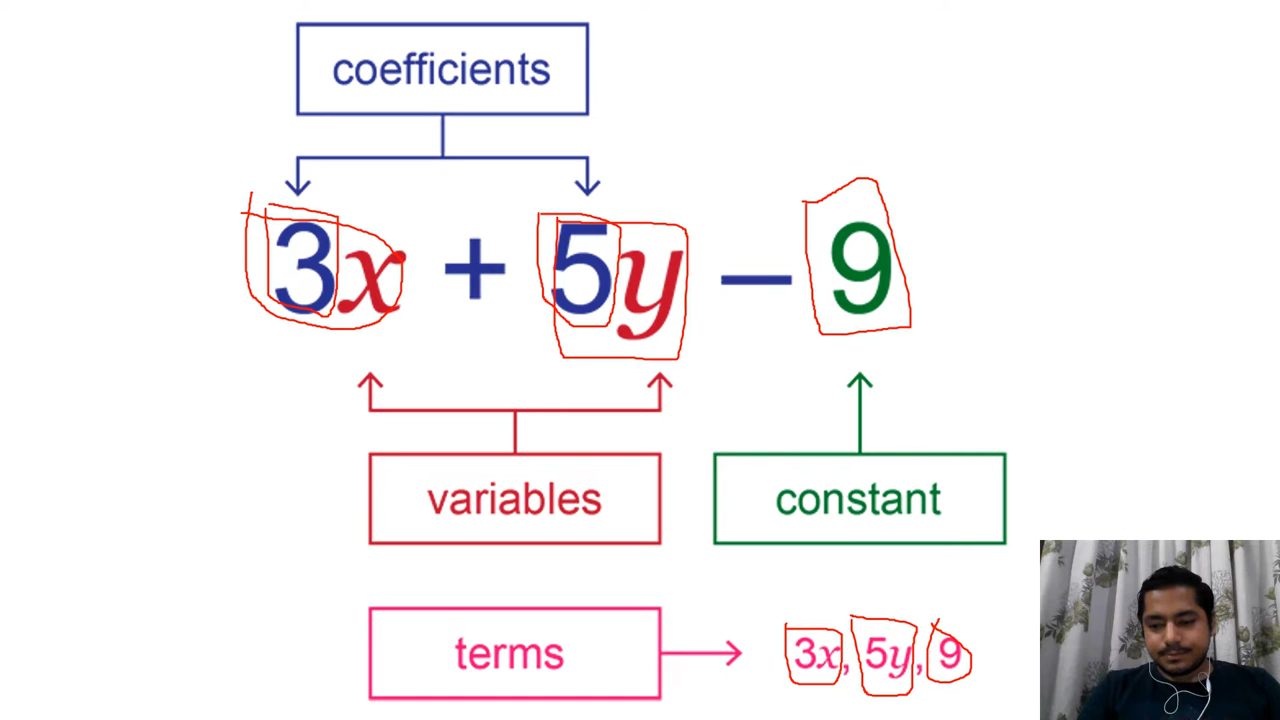 coefficients
3x + 5y – 9
variables
constant
terms
3x, 5y, 9